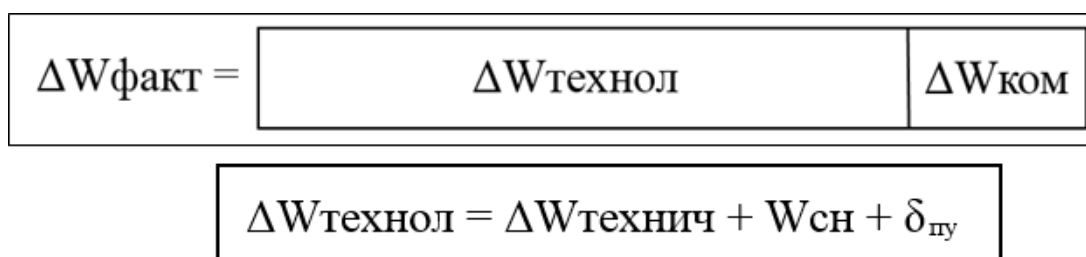 ΔWфакт = ΔWтехнол ΔWком
ΔWтехнол = ΔWтехнич + Wсн + δпу